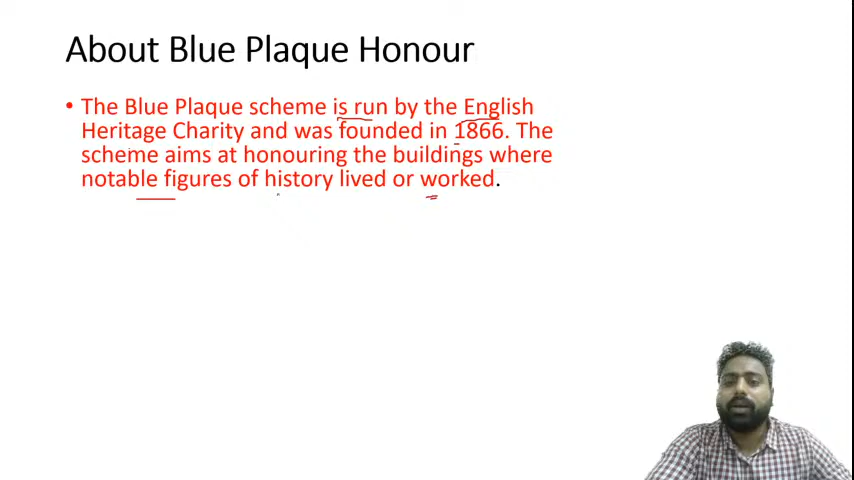 About Blue Plaque Honour
• The Blue Plaque scheme is run by the English
Heritage Charity and was founded in 1866. The
scheme aims at honouring the buildings where
notable figures of history lived or worked.